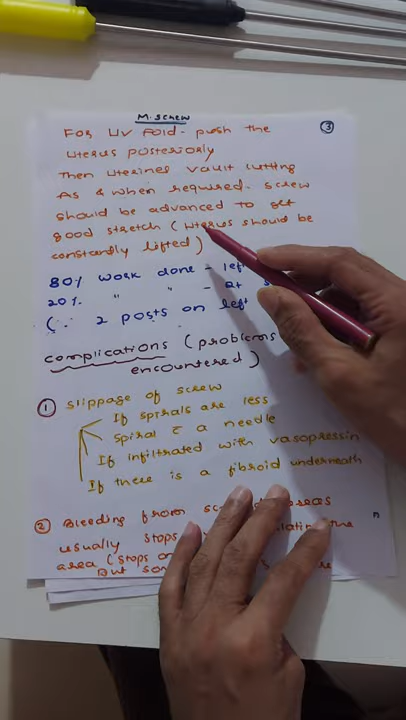 M. screw
③
For UV Fold - push the
Uterus posteriorly
Then Uterines vault cutting
As & when required - screw
should be advanced to get
good stretch (Uterus should be
constantly lifted)
80% work done - left
20% " " -
(∵ 2 posts on left
complications (problems
encountered)
① Slippage of screw
If spirals are less
Spiral c̄ a needle
If infiltrated with vasopressin
If there is a fibroid underneath
② Bleeding from
usually stops
area (stops
But